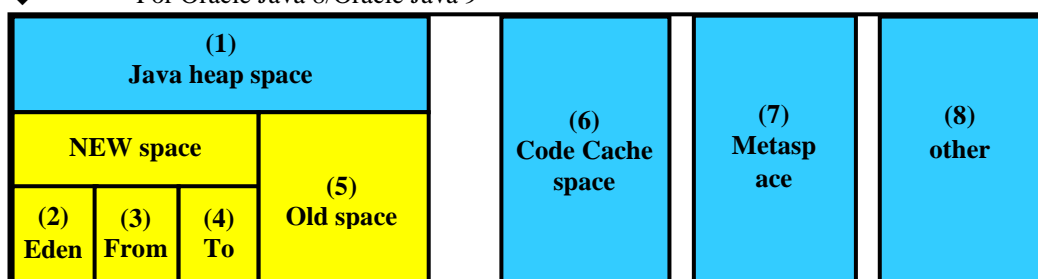 For Oracle Java 8/Oracle Java 9
(1)
Java heap space
NEW space
(2)
Eden
(3)
From
(4)
To
(5)
Old space
(6)
Code Cache
space
(7)
Metasp
ace
(8)
other